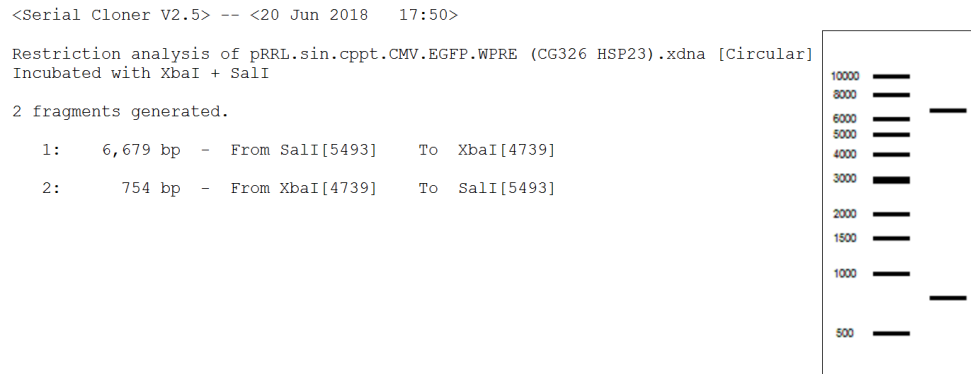 <Serial Cloner V2.5> -- <20 Jun 2018   17:50>
Restriction analysis of pRRL.sin.cppt.CMV.EGFP.WPRE (CG326 HSP23).xdna [Circular]
Incubated with XbaI + SalI
2 fragments generated.
1:     6,679 bp  -  From SalI[5493]    To  XbaI[4739]
2:       754 bp  -  From XbaI[4739]    To  SalI[5493]
10000
8000
6000
5000
4000
3000
2000
1500
1000
500